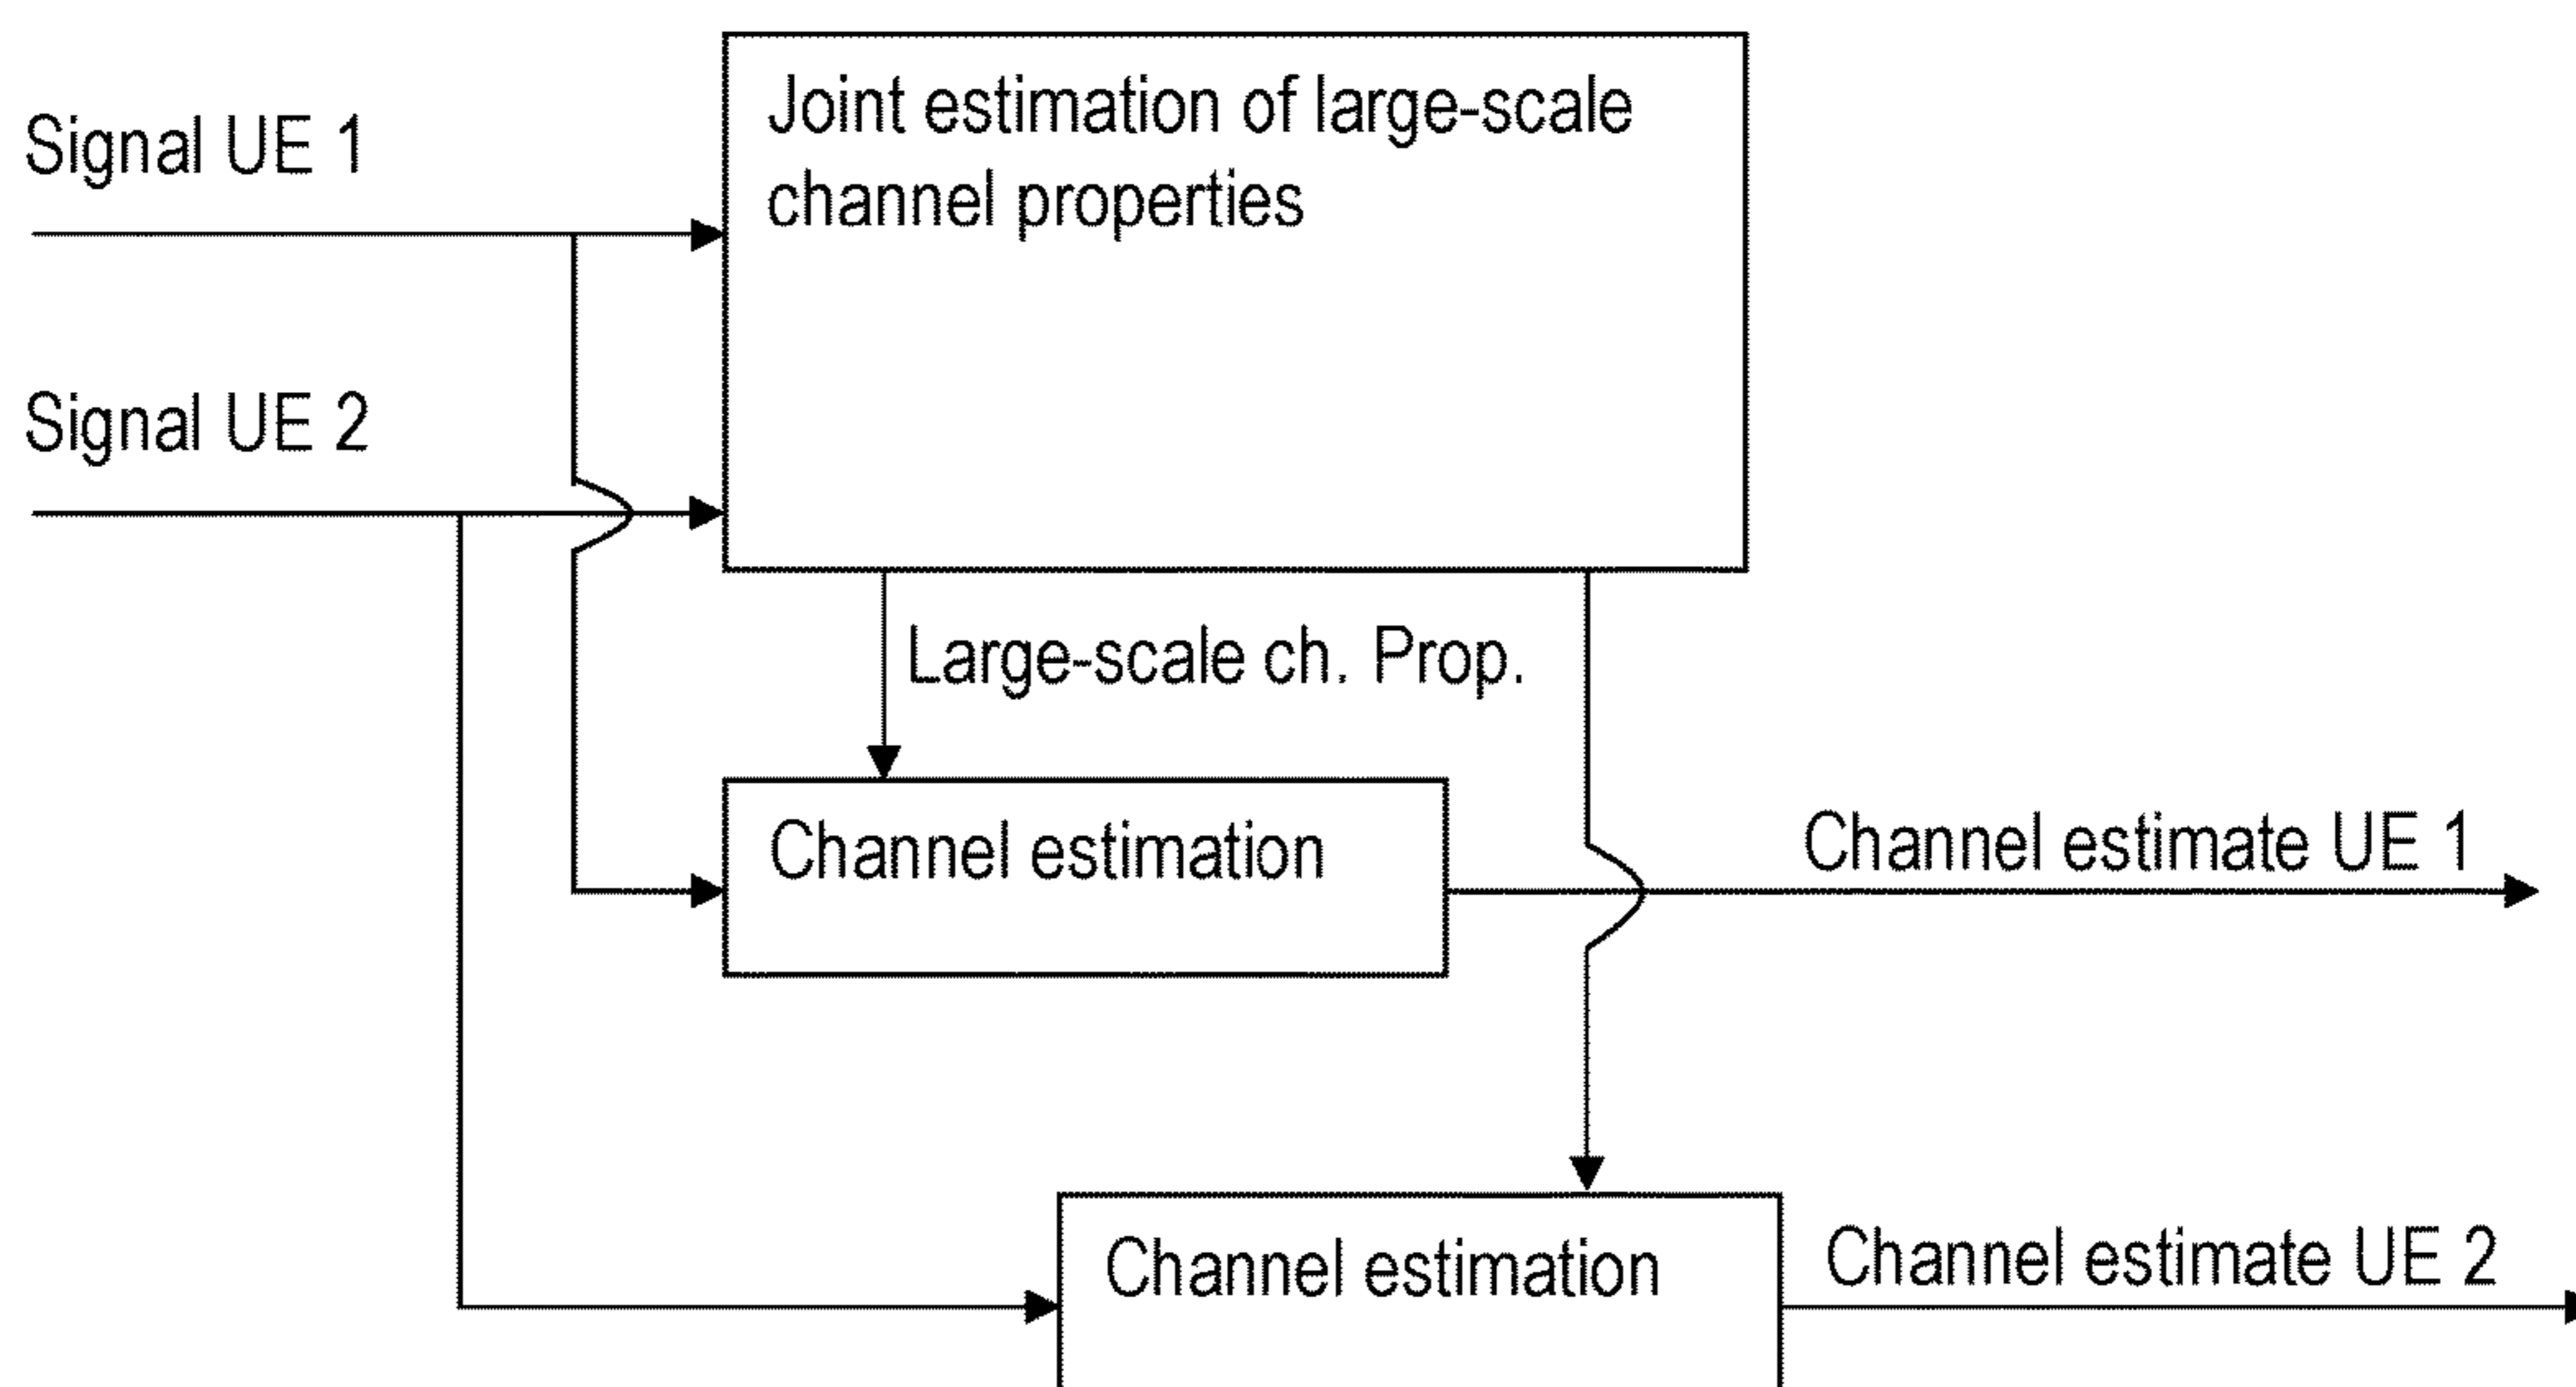 Joint estimation of large-scale
channel properties
Signal UE 1
Signal UE 2
Large-scale ch. Prop.
Channel estimation
Channel estimate UE 1
Channel estimation
Channel estimate UE 2